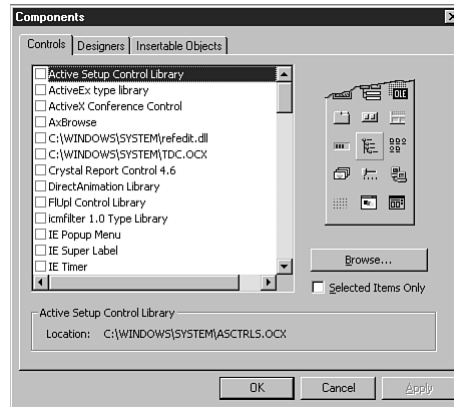 Components
Controls
Designers
Insertable Objects
Active Setup Control Library
ActiveEx type library
ActiveX Conference Control
AxBrowse
C:\WINDOWS\SYSTEM\refedit.dll
C:\WINDOWS\SYSTEM\TDC.OCX
Crystal Report Control 4.6
DirectAnimation Library
FlUpl Control Library
icmfilter 1.0 Type Library
IE Popup Menu
IE Super Label
IE Timer
OLE
Browse...
Selected Items Only
Active Setup Control Library
Location: C:\WINDOWS\SYSTEM\ASCTRLS.OCX
OK
Cancel
Apply